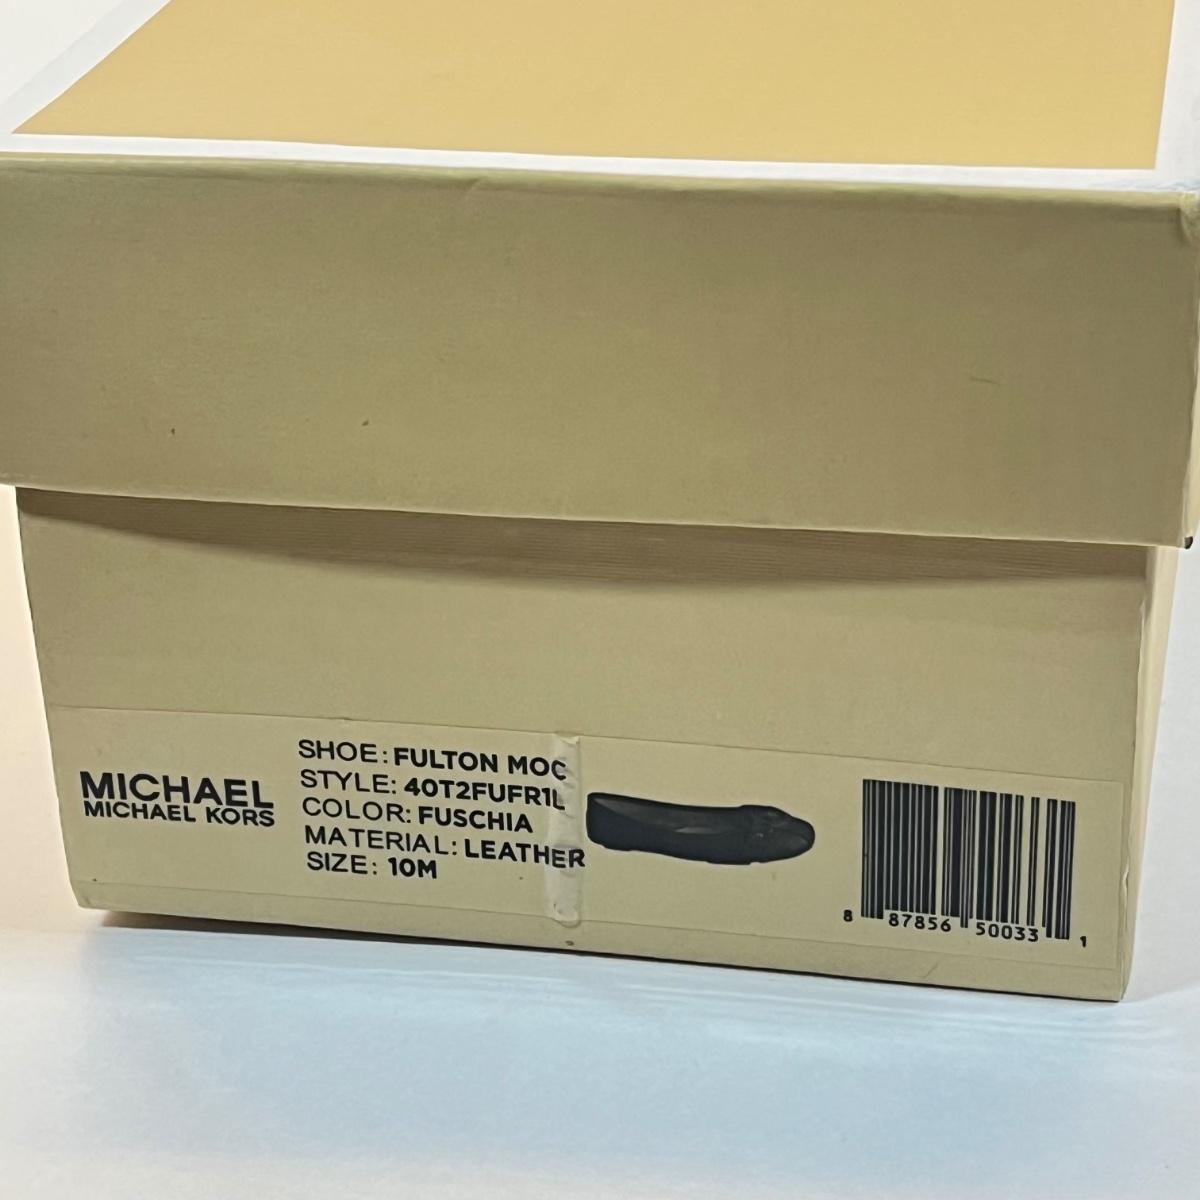 MICHAEL
MICHAEL KORS
SHOE: FULTON MOC
STYLE: 40T2FUFR1L
COLOR: FUSCHIA
MATERIAL: LEATHER
SIZE: 10M
8 87856 50033 1